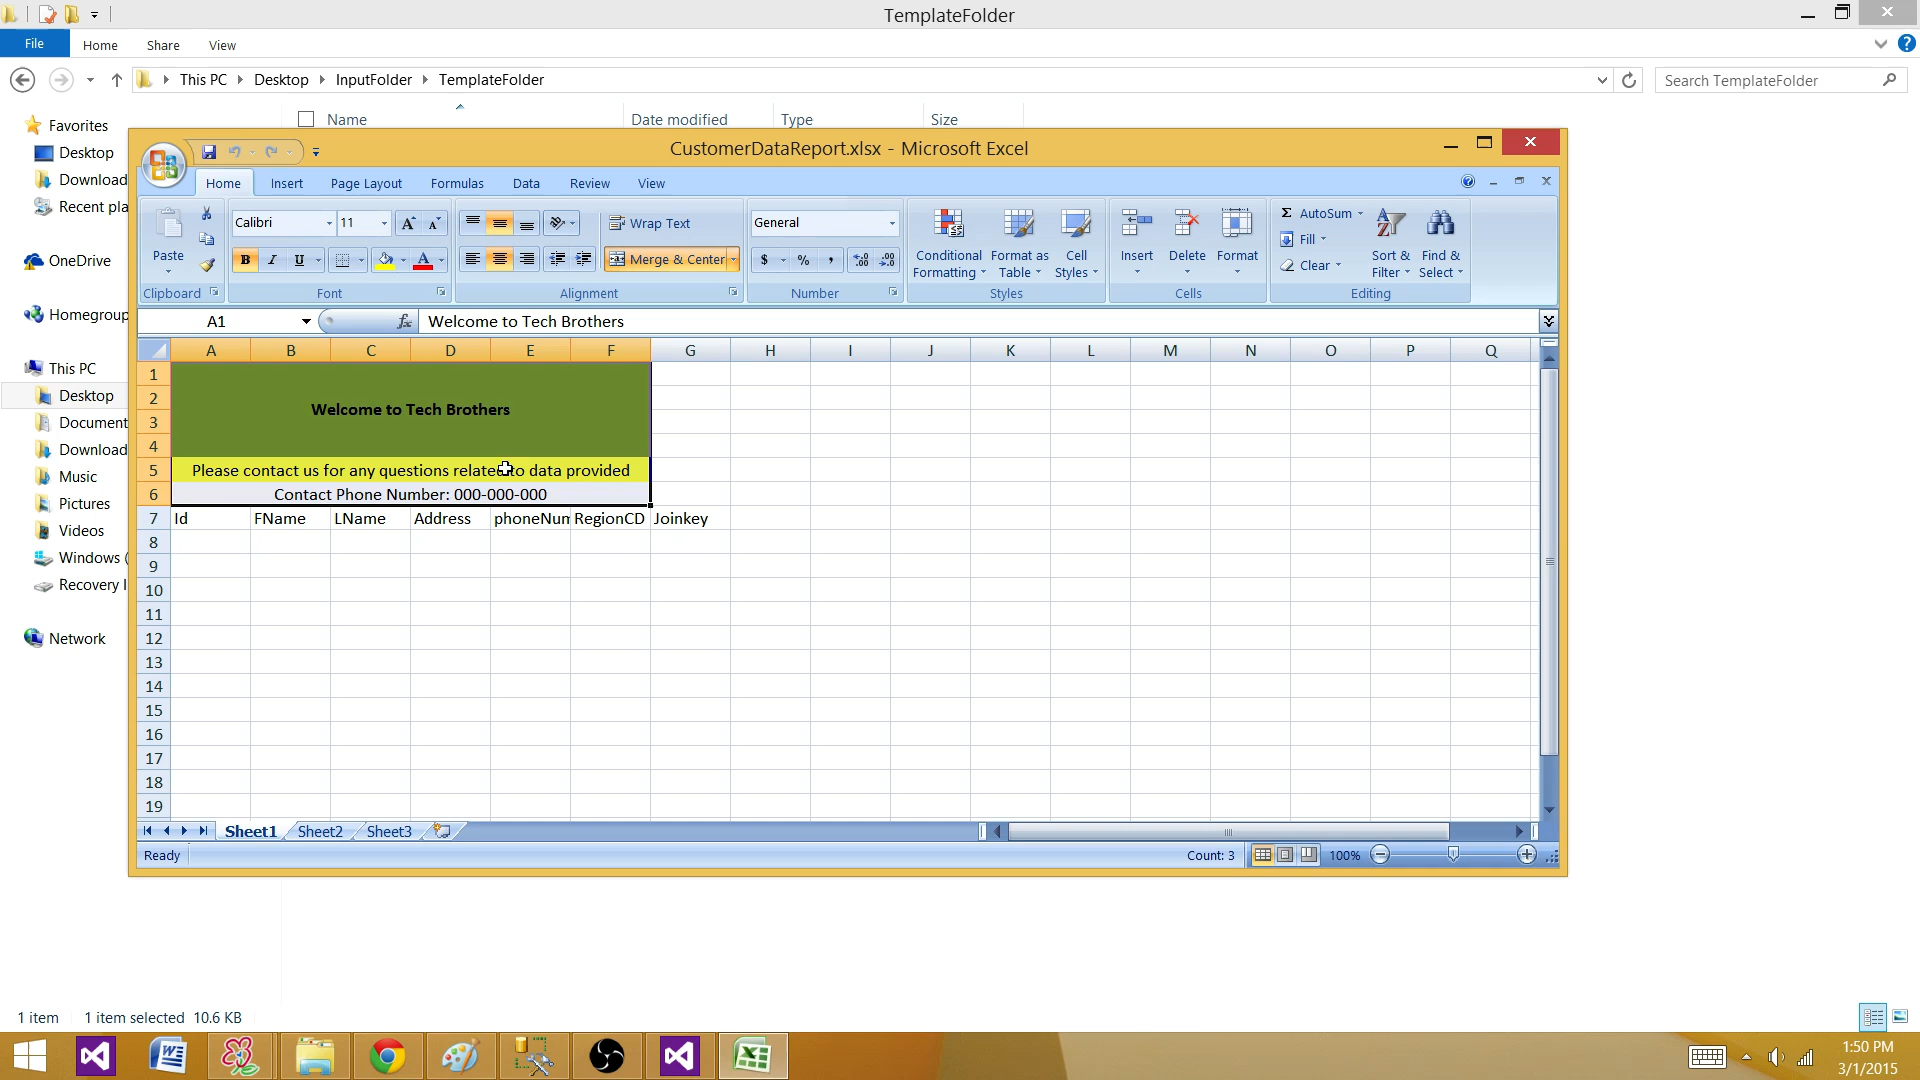 TemplateFolder
File Home Share View
This PC Desktop InputFolder TemplateFolder
Search TemplateFolder
Name Date modified Type Size
Favorites
Desktop
Download
Recent pla
OneDrive
Homegroup
This PC
Desktop
Document
Download
Music
Pictures
Videos
Windows (
Recovery I
Network
CustomerDataReport.xlsx - Microsoft Excel
Home Insert Page Layout Formulas Data Review View
Paste
Clipboard
Calibri 11
B I U
Font
Wrap Text
Merge & Center
Alignment
General
$ % ,
Number
Conditional Formatting
Format as Table
Cell Styles
Styles
Insert Delete Format
Cells
AutoSum
Fill
Clear
Sort & Filter
Find & Select
Editing
A1 fx Welcome to Tech Brothers
A B C D E F G H I J K L M N O P Q
1
2
3
4
Welcome to Tech Brothers
5 Please contact us for any questions related to data provided
6 Contact Phone Number: 000-000-000
7 Id FName LName Address phoneNum RegionCD Joinkey
8
9
10
11
12
13
14
15
16
17
18
19
Sheet1 Sheet2 Sheet3
Ready Count: 3 100%
1 item 1 item selected 10.6 KB
1:50 PM
3/1/2015